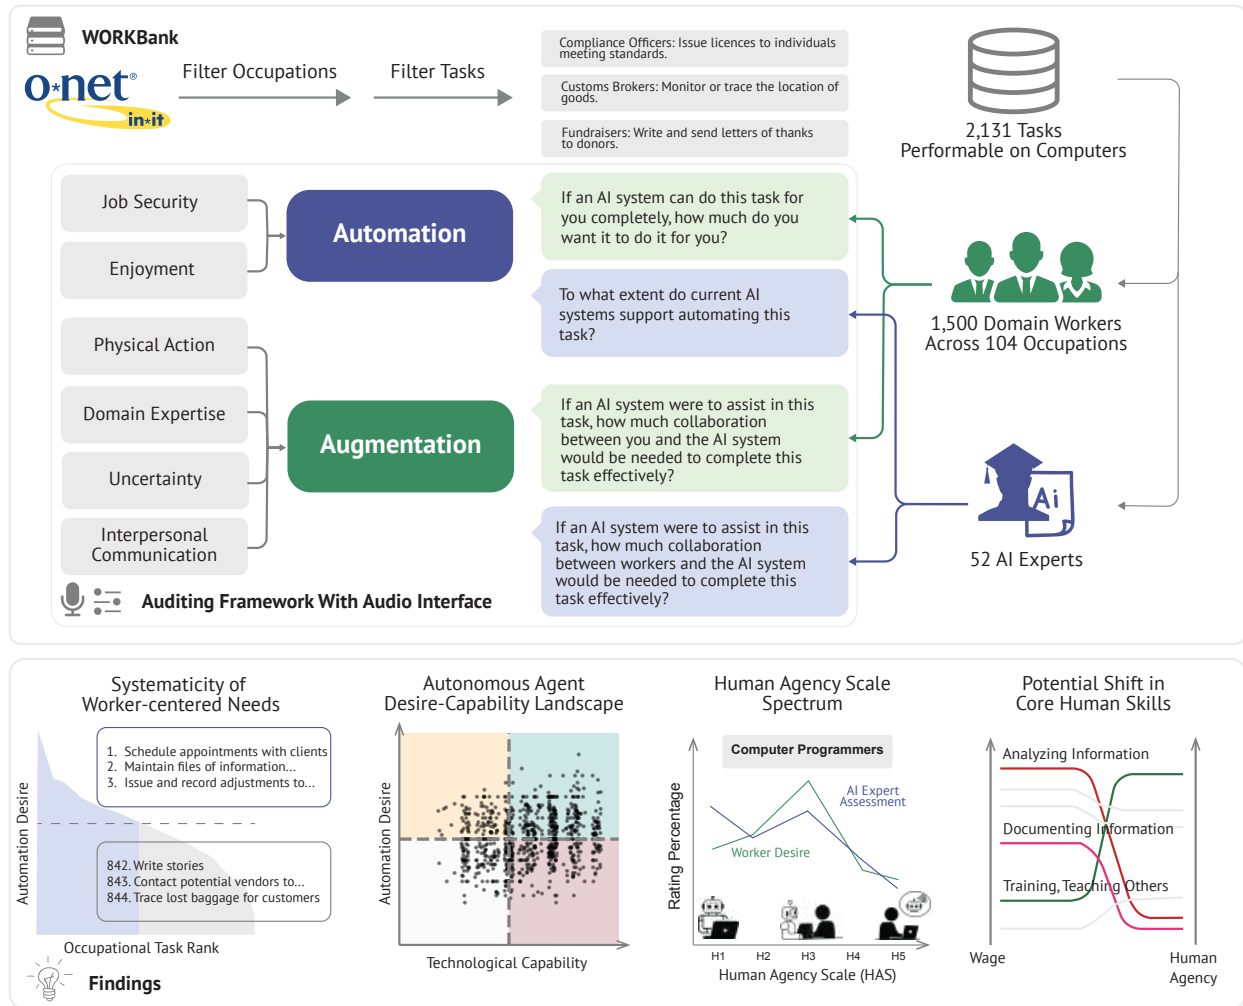 WORKBank
o*net®
in*it
Filter Occupations
Filter Tasks
Compliance Officers: Issue licences to individuals
meeting standards.
Customs Brokers: Monitor or trace the location of
goods.
Fundraisers: Write and send letters of thanks
to donors.
2,131 Tasks
Performable on Computers
Job Security
Enjoyment
Automation
If an AI system can do this task for
you completely, how much do you
want it to do it for you?
To what extent do current AI
systems support automating this
task?
1,500 Domain Workers
Across 104 Occupations
Physical Action
Domain Expertise
Uncertainty
Interpersonal
Communication
Augmentation
If an AI system were to assist in this
task, how much collaboration
between you and the AI system
would be needed to complete this
task effectively?
If an AI system were to assist in this
task, how much collaboration
between workers and the AI system
would be needed to complete this
task effectively?
Ai
52 AI Experts
Auditing Framework With Audio Interface
Systematicity of
Worker-centered Needs
Automation Desire
1. Schedule appointments with clients
2. Maintain files of information...
3. Issue and record adjustments to...
842. Write stories
843. Contact potential vendors to...
844. Trace lost baggage for customers
Occupational Task Rank
Autonomous Agent
Desire-Capability Landscape
Automation Desire
Technological Capability
Human Agency Scale
Spectrum
Computer Programmers
Rating Percentage
AI Expert
Assessment
Worker Desire
H1 H2 H3 H4 H5
Human Agency Scale (HAS)
Potential Shift in
Core Human Skills
Analyzing Information
Documenting Information
Training, Teaching Others
Wage
Human
Agency
Findings